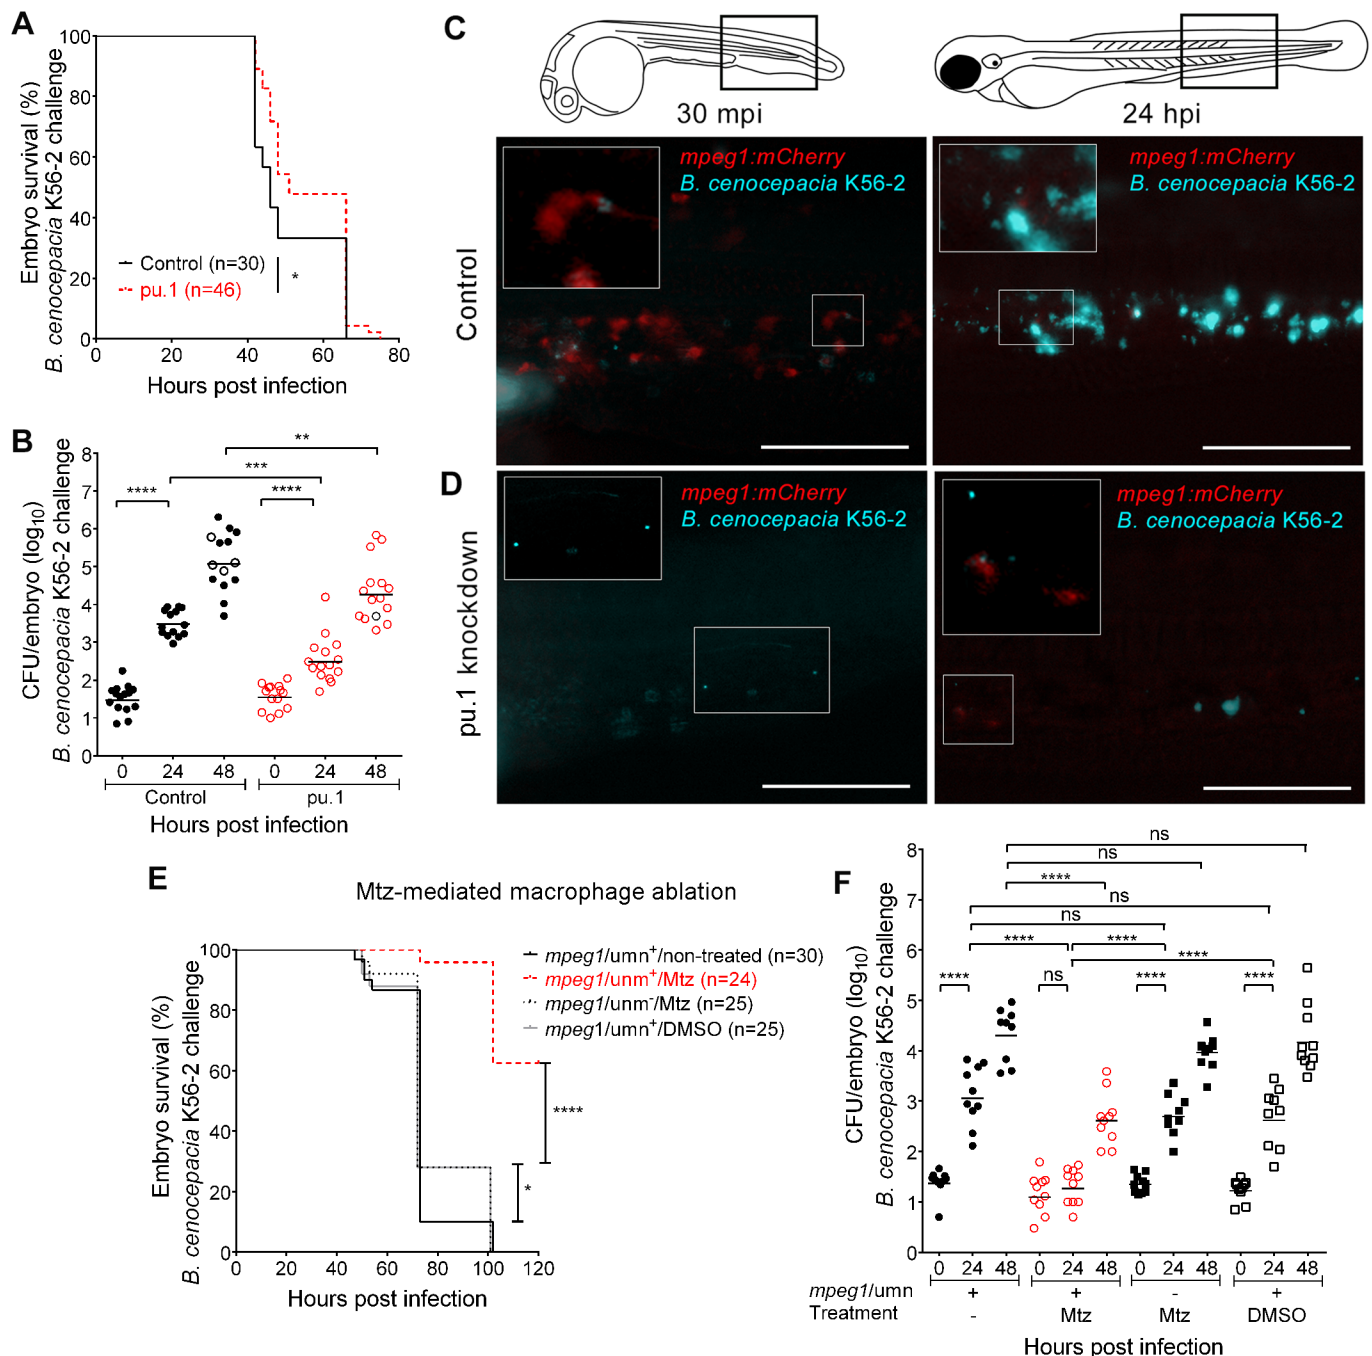 A
Embryo survival (%)
B. cenocepacia K56-2 challenge
100
80
60
40
20
0
Control (n=30)
pu.1 (n=46)
*
0 20 40 60 80
Hours post infection
B
CFU/embryo (log10)
B. cenocepacia K56-2 challenge
8
7
6
5
4
3
2
1
0
**
***
**** ****
0 24 48 0 24 48
Control pu.1
Hours post infection
C
30 mpi 24 hpi
Control
mpeg1:mCherry
B. cenocepacia K56-2
mpeg1:mCherry
B. cenocepacia K56-2
D
pu.1 knockdown
mpeg1:mCherry
B. cenocepacia K56-2
mpeg1:mCherry
B. cenocepacia K56-2
E
Mtz-mediated macrophage ablation
Embryo survival (%)
B. cenocepacia K56-2 challenge
100
80
60
40
20
0
mpeg1/umn+/non-treated (n=30)
mpeg1/unm+/Mtz (n=24)
mpeg1/unm-/Mtz (n=25)
mpeg1/umn+/DMSO (n=25)
****
*
0 20 40 60 80 100 120
Hours post infection
F
CFU/embryo (log10)
B. cenocepacia K56-2 challenge
8
7
6
5
4
3
2
1
0
ns
ns
****
ns
ns
**** ****
****
**** ns **** ****
0 24 48 0 24 48 0 24 48 0 24 48
mpeg1/umn + + - +
Treatment - Mtz Mtz DMSO
Hours post infection